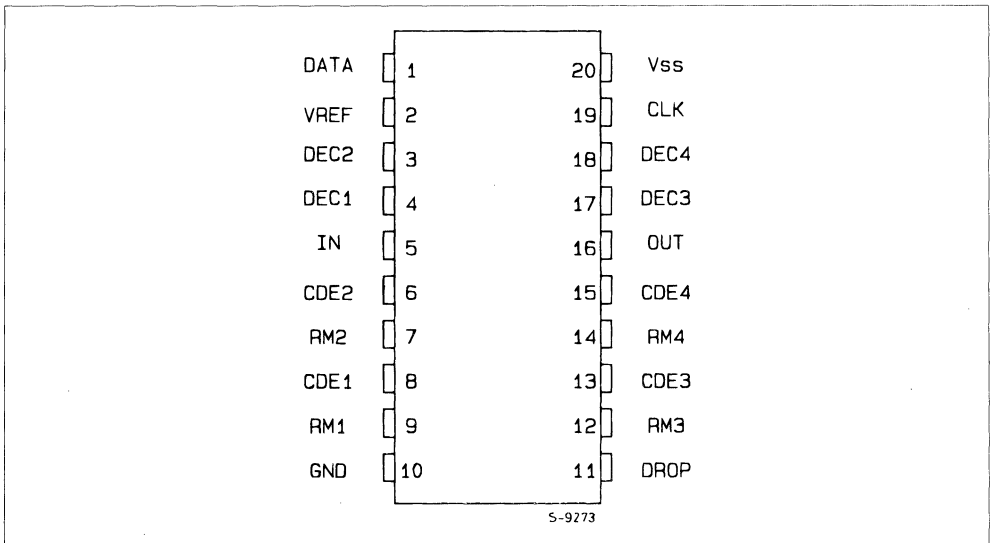 DATA 1 20 Vss
VREF 2 19 CLK
DEC2 3 18 DEC4
DEC1 4 17 DEC3
IN 5 16 OUT
CDE2 6 15 CDE4
RM2 7 14 RM4
CDE1 8 13 CDE3
RM1 9 12 RM3
GND 10 11 DROP
S-9273